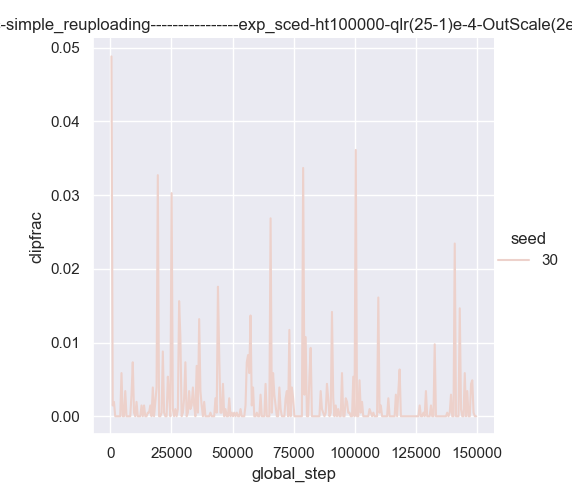 -simple_reuploading----------------exp_sced-ht100000-qlr(25-1)e-4-OutScale(2e
0.05
0.04
0.03
0.02
0.01
0.00
clipfrac
0 25000 50000 75000 100000 125000 150000
global_step
seed
30